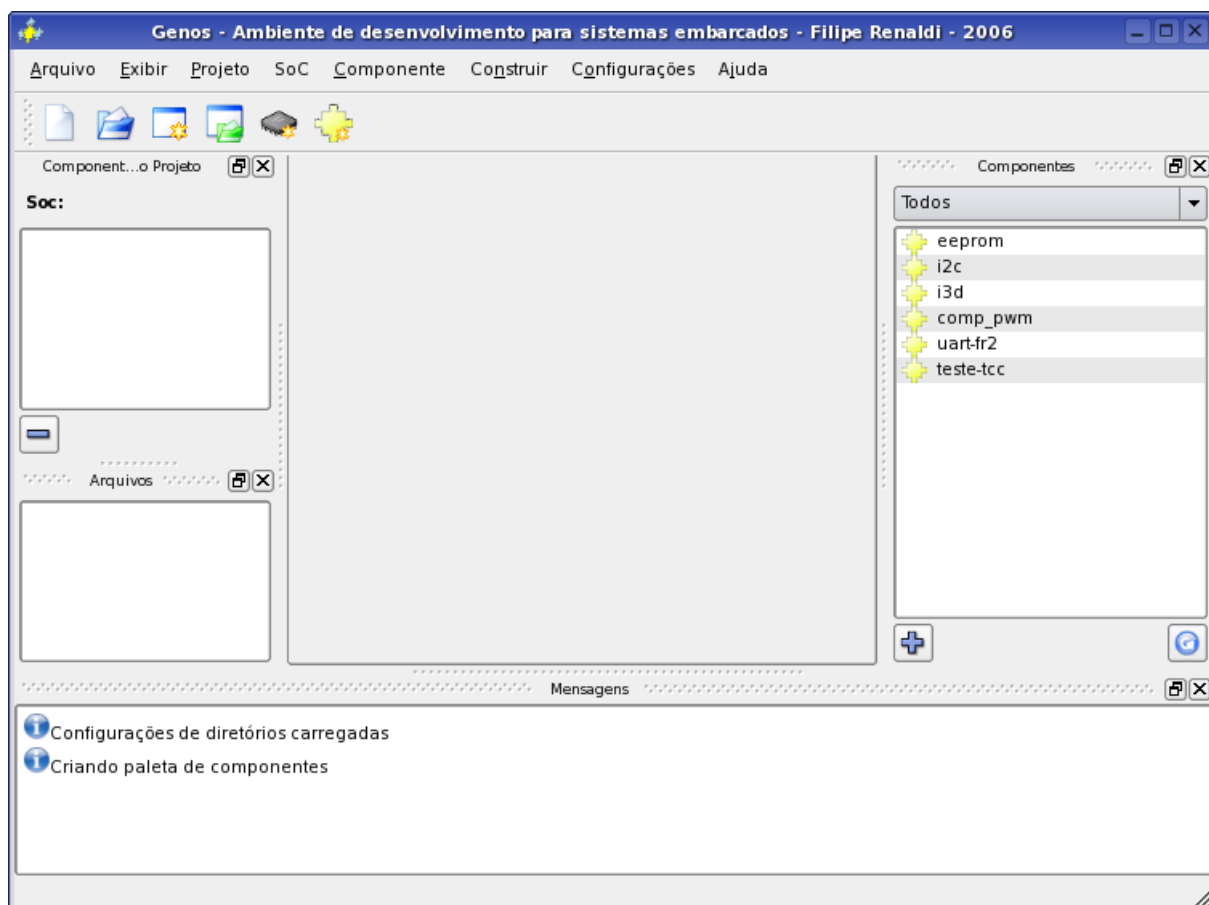 Genos - Ambiente de desenvolvimento para sistemas embarcados - Filipe Renaldi - 2006
Arquivo Exibir Projeto SoC Componente Construir Configurações Ajuda
Component...o Projeto
Soc:
Arquivos
Componentes
Todos
eeprom
i2c
i3d
comp_pwm
uart-fr2
teste-tcc
Mensagens
Configurações de diretórios carregadas
Criando paleta de componentes